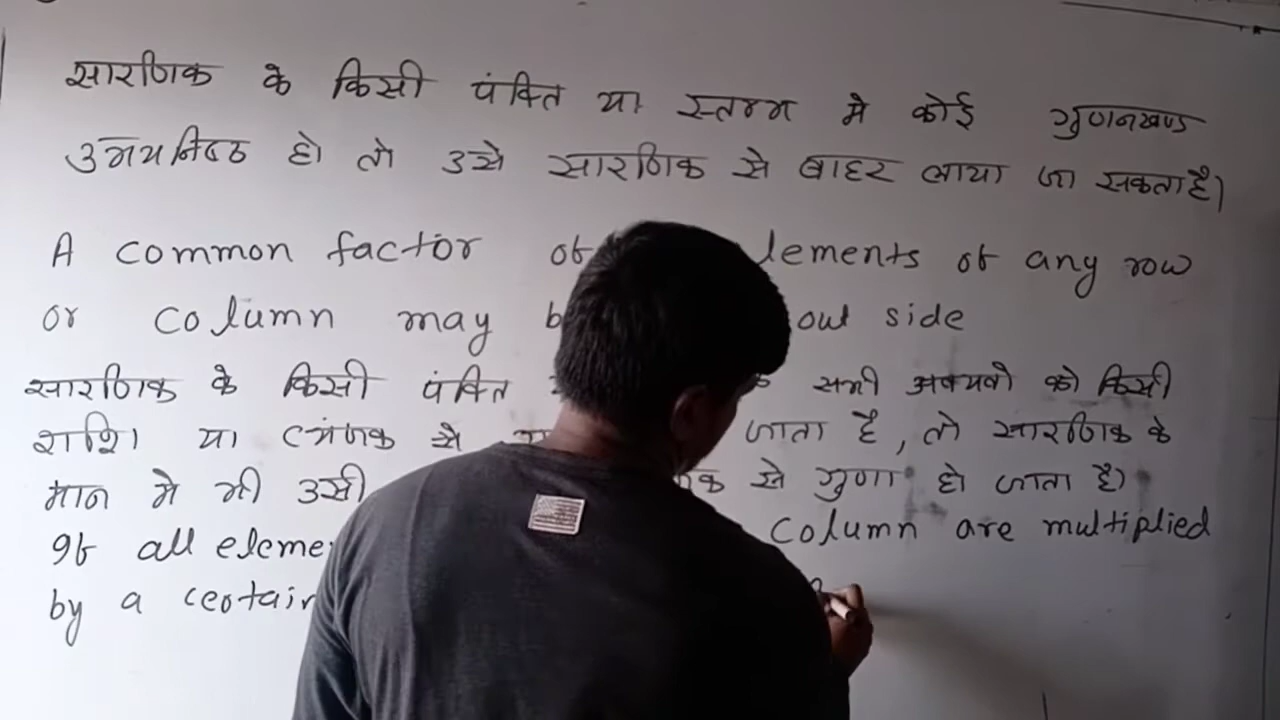 सारणिक के किसी पंक्ति या स्तम्भ मे कोई गुणनखण्ड
उभयनिष्ठ हो तो उसे सारणिक से बाहर लाया जा सकता है।
A common factor of lements of any row
or column may b out side
सारणिक के किसी पंक्ति सभी अवयवो को किसी
राशि या से जाता है, तो सारणिक के
मान मे भी उसी से गुणा हो जाता है।
If all eleme column are multiplied
by a certain